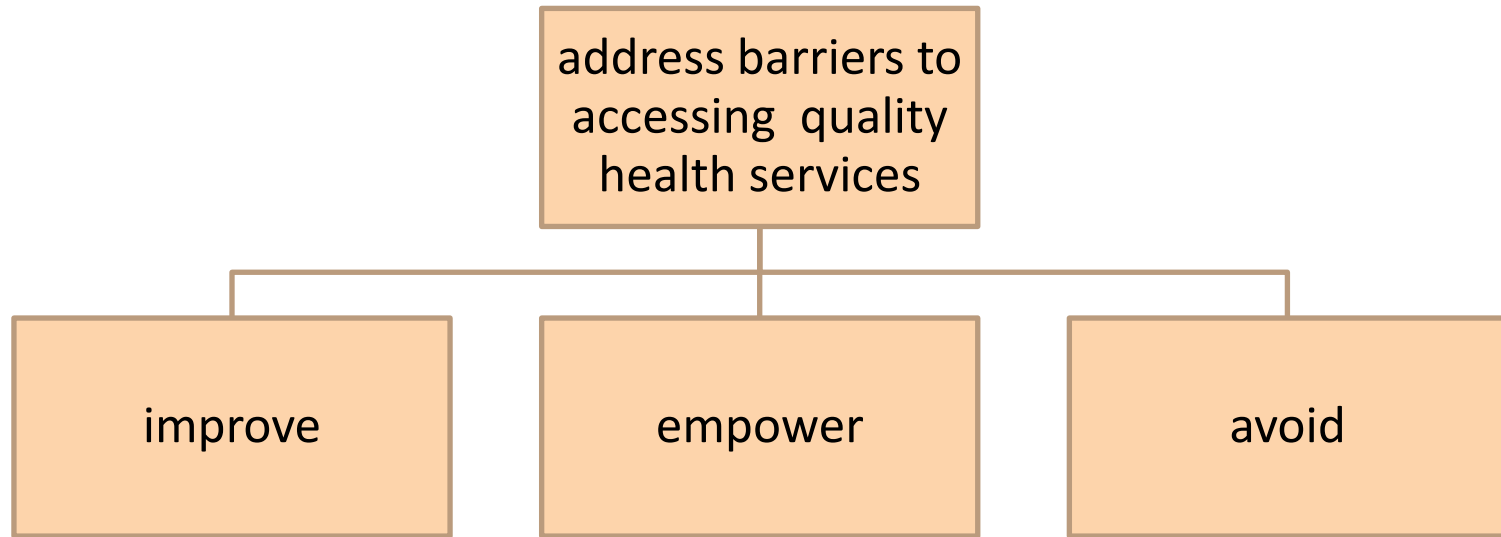 address barriers to
accessing  quality
health services
improve
empower
avoid